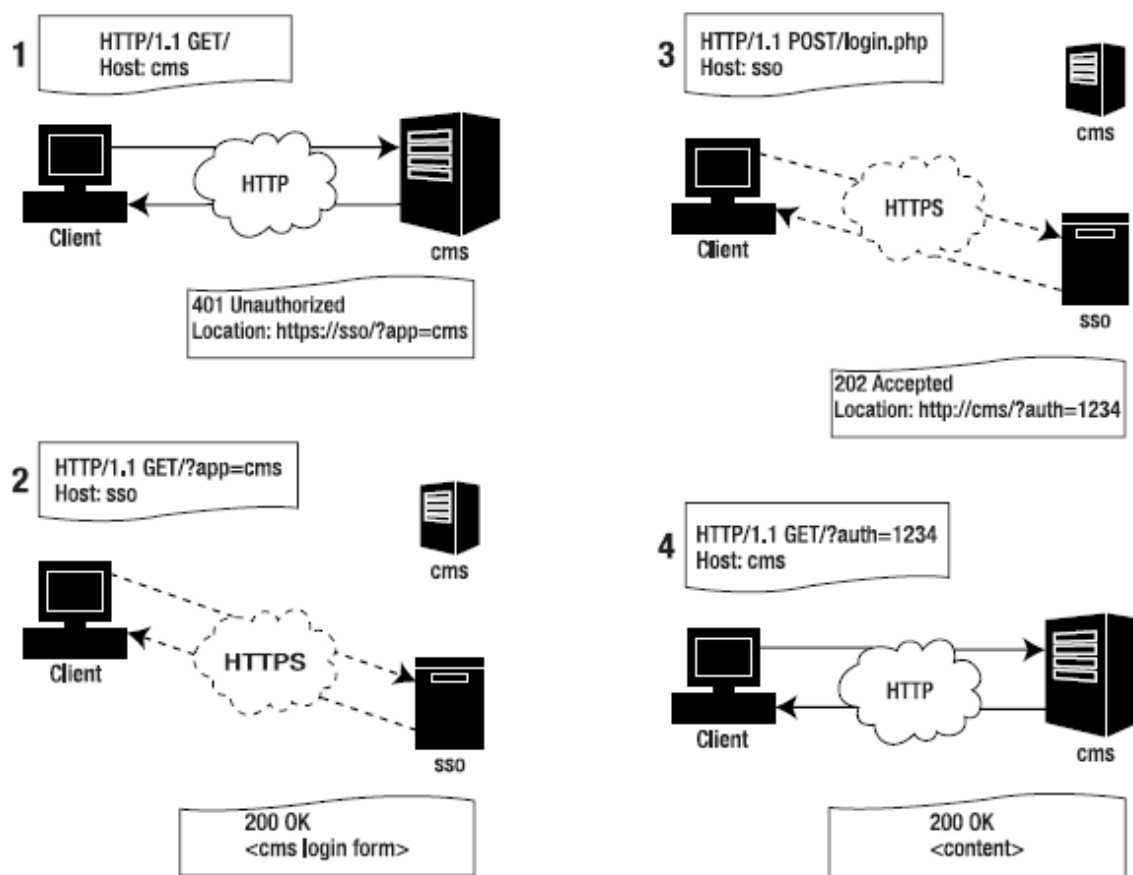 1
HTTP/1.1 GET/
Host: cms
HTTP
Client
cms
401 Unauthorized
Location: https://sso/?app=cms
2
HTTP/1.1 GET/?app=cms
Host: sso
cms
HTTPS
Client
sso
200 OK
<cms login form>
3
HTTP/1.1 POST/login.php
Host: sso
cms
HTTPS
Client
sso
202 Accepted
Location: http://cms/?auth=1234
4
HTTP/1.1 GET/?auth=1234
Host: cms
HTTP
Client
cms
200 OK
<content>